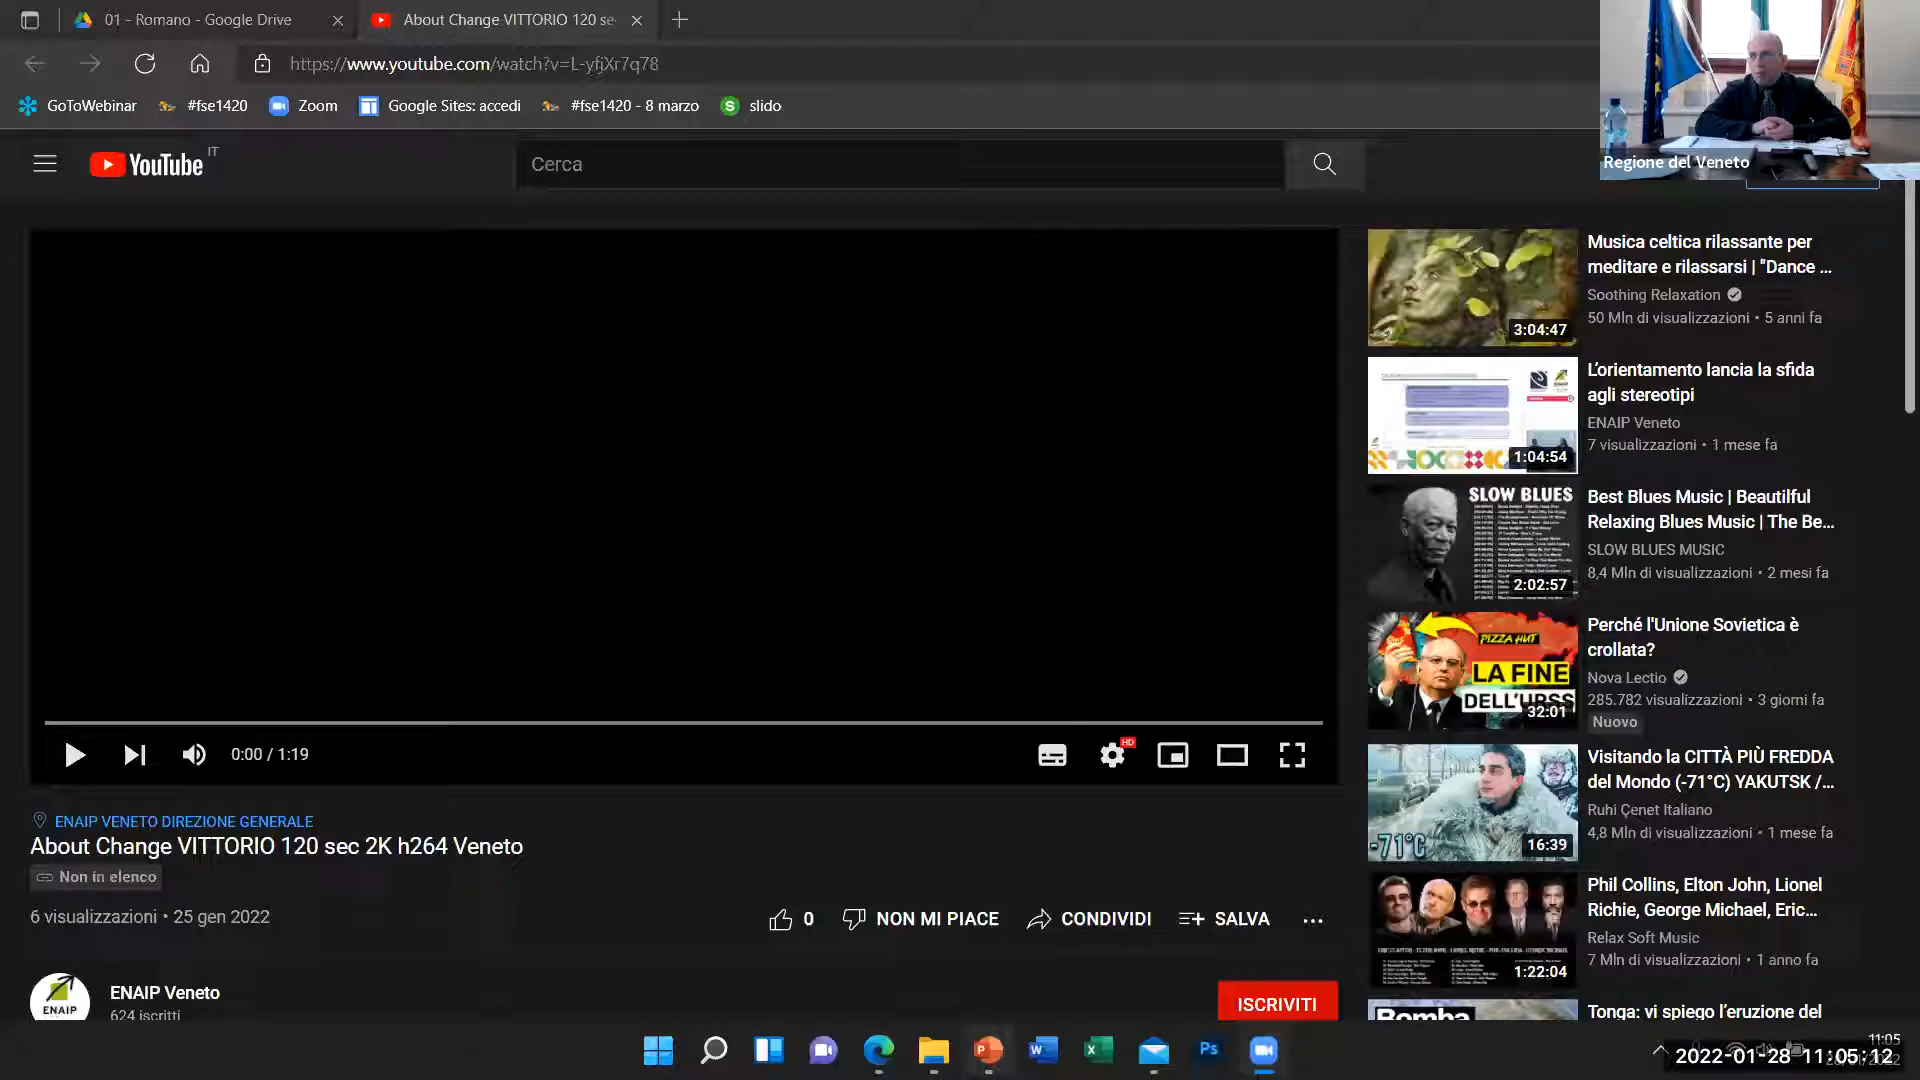 01 - Romano - Google Drive
About Change VITTORIO 120 se
https://www.youtube.com/watch?v=L-yfjXr7q78
GoToWebinar
#fse1420
Zoom
Google Sites: accedi
#fse1420 - 8 marzo
slido
Regione del Veneto
YouTube IT
Cerca
0:00 / 1:19
HD
ENAIP VENETO DIREZIONE GENERALE
About Change VITTORIO 120 sec 2K h264 Veneto
Non in elenco
6 visualizzazioni • 25 gen 2022
0
NON MI PIACE
CONDIVIDI
SALVA
ENAIP
ENAIP Veneto
624 iscritti
ISCRIVITI
3:04:47
Musica celtica rilassante per
meditare e rilassarsi | "Dance ...
Soothing Relaxation
50 Mln di visualizzazioni • 5 anni fa
1:04:54
L'orientamento lancia la sfida
agli stereotipi
ENAIP Veneto
7 visualizzazioni • 1 mese fa
SLOW BLUES
2:02:57
Best Blues Music | Beautilful
Relaxing Blues Music | The Be...
SLOW BLUES MUSIC
8,4 Mln di visualizzazioni • 2 mesi fa
PIZZA HUT
LA FINE
DELL'URSS
32:01
Perché l'Unione Sovietica è
crollata?
Nova Lectio
285.782 visualizzazioni • 3 giorni fa
Nuovo
-71°C
16:39
Visitando la CITTÀ PIÙ FREDDA
del Mondo (-71°C) YAKUTSK /...
Ruhi Çenet Italiano
4,8 Mln di visualizzazioni • 1 mese fa
1:22:04
Phil Collins, Elton John, Lionel
Richie, George Michael, Eric...
Relax Soft Music
7 Mln di visualizzazioni • 1 anno fa
Bomba
Tonga: vi spiego l'eruzione del
Ps
11:05
2022-01-28 11:05:12